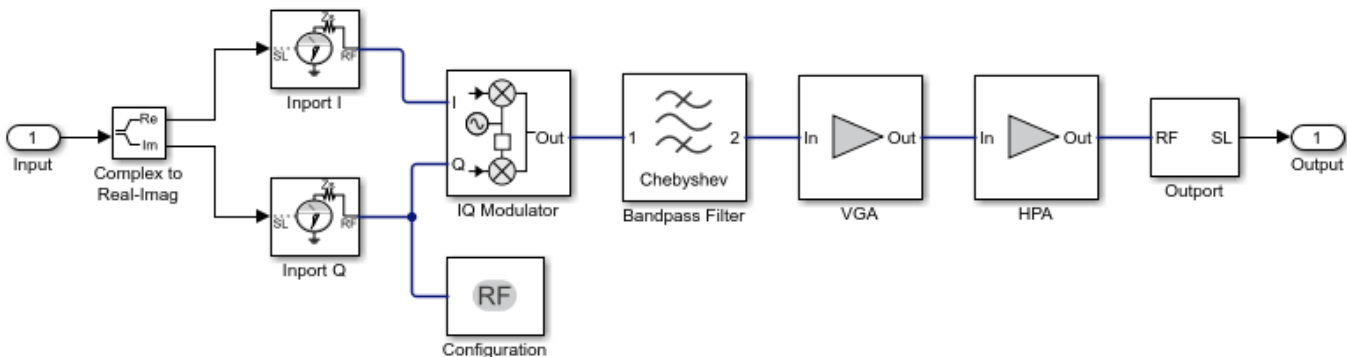 1
Input
Re
Im
Complex to
Real-Imag
Zs
SL
RF
Inport I
Zs
SL
RF
Inport Q
I
Q
Out
IQ Modulator
RF
Configuration
1
2
Chebyshev
Bandpass Filter
In
Out
VGA
In
Out
HPA
RF
SL
Outport
1
Output